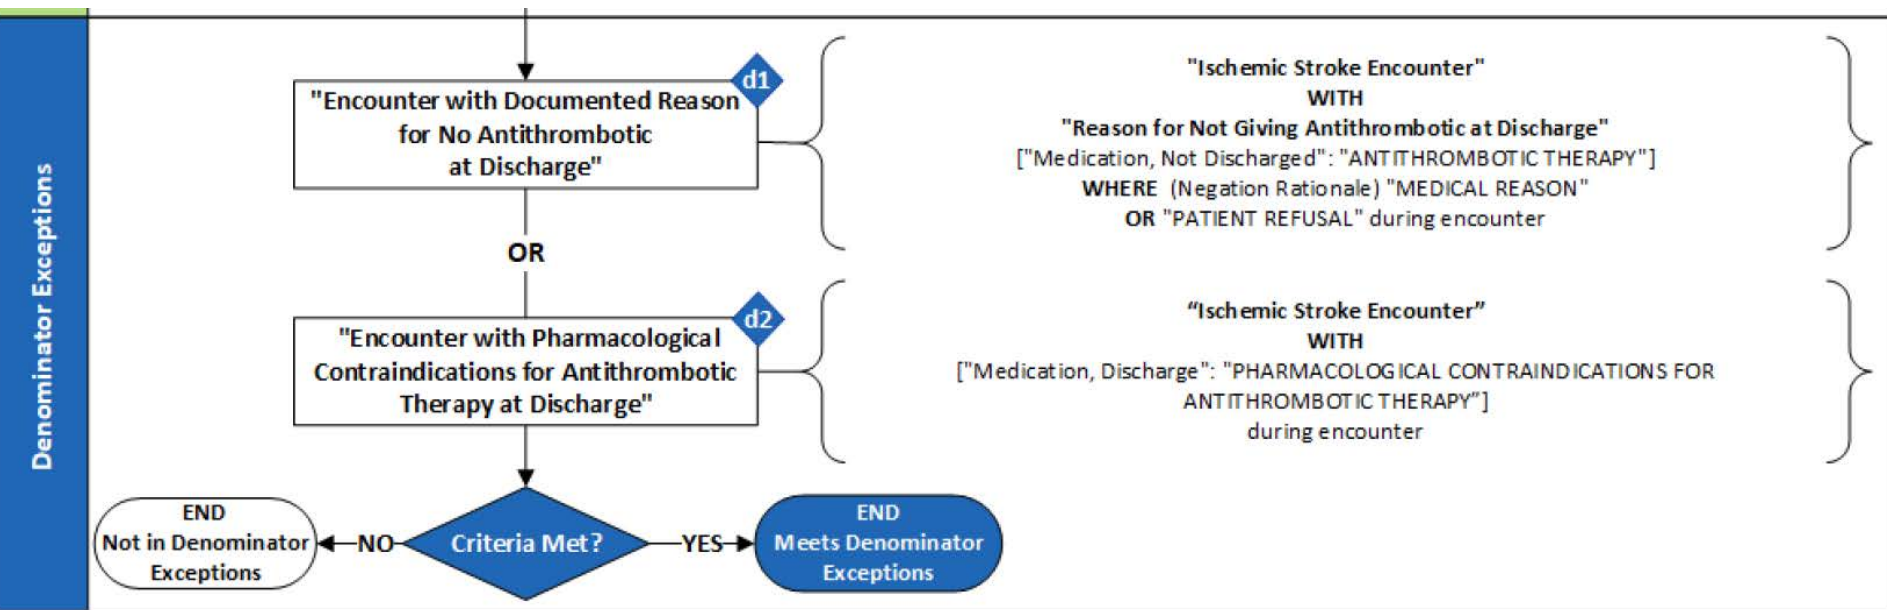 Denominator Exceptions
"Encounter with Documented Reason
for No Antithrombotic
at Discharge"
d1
"Ischemic Stroke Encounter"
WITH
"Reason for Not Giving Antithrombotic at Discharge"
["Medication, Not Discharged": "ANTITHROMBOTIC THERAPY"]
WHERE (Negation Rationale) "MEDICAL REASON"
OR "PATIENT REFUSAL" during encounter
OR
"Encounter with Pharmacological
Contraindications for Antithrombotic
Therapy at Discharge"
d2
“Ischemic Stroke Encounter”
WITH
["Medication, Discharge": "PHARMACOLOGICAL CONTRAINDICATIONS FOR
ANTITHROMBOTIC THERAPY”]
during encounter
Criteria Met?
NO
END
Not in Denominator
Exceptions
YES
END
Meets Denominator
Exceptions